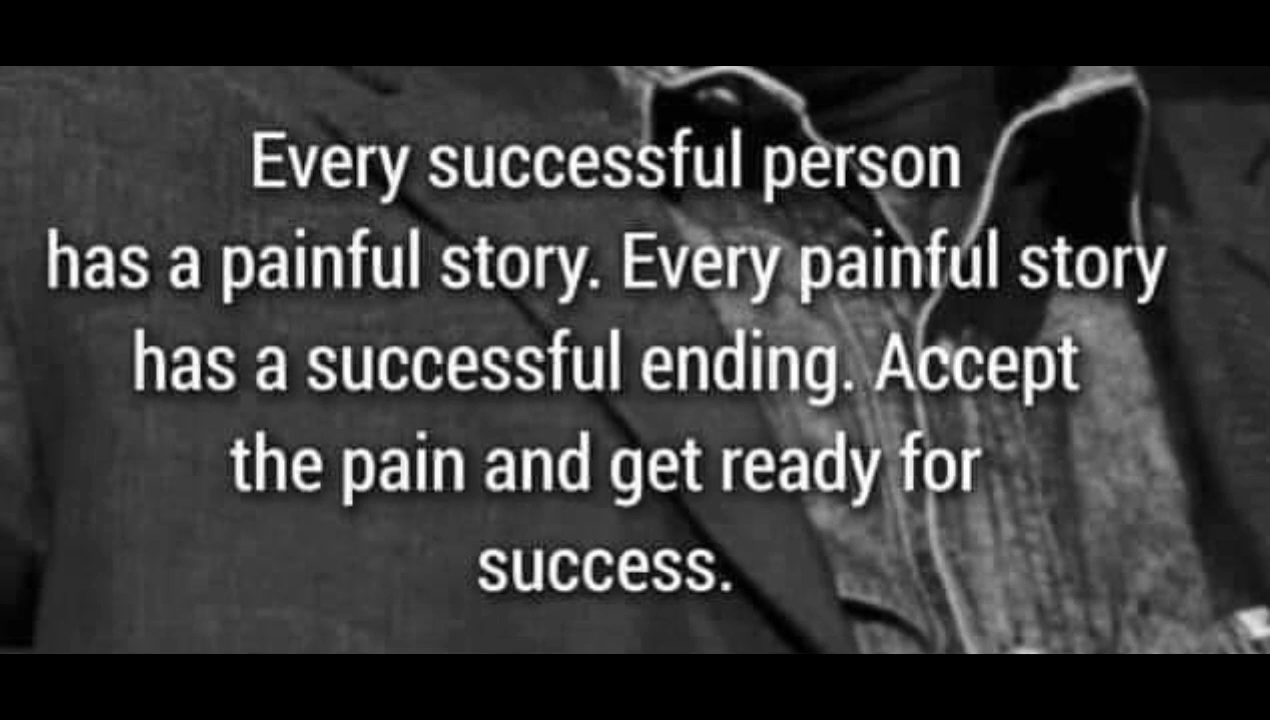 Every successful person
has a painful story. Every painful story
has a successful ending. Accept
the pain and get ready for
success.